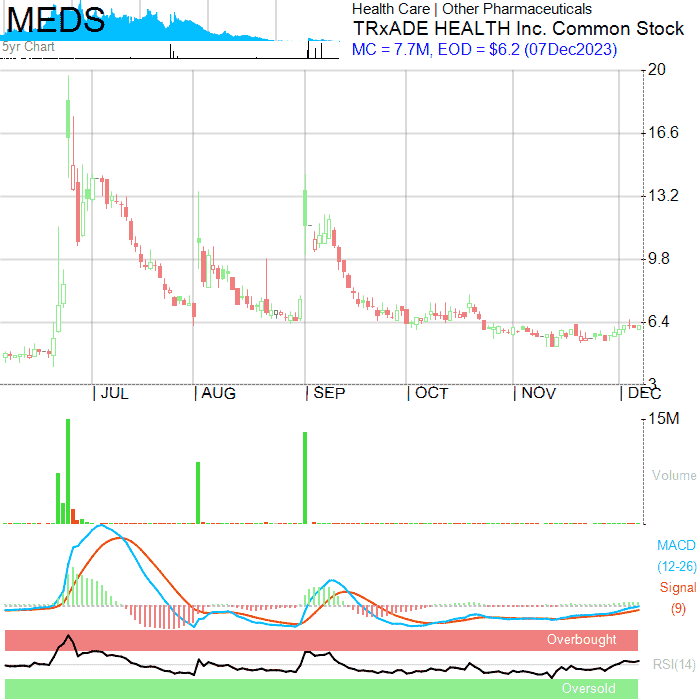 MEDS
5yr Chart
Health Care | Other Pharmaceuticals
TRxADE HEALTH Inc. Common Stock
MC = 7.7M, EOD = $6.2 (07Dec2023)
20
16.6
13.2
9.8
6.4
3
JUL AUG SEP OCT NOV DEC
15M
Volume
MACD
(12-26)
Signal
(9)
Overbought
RSI(14)
Oversold